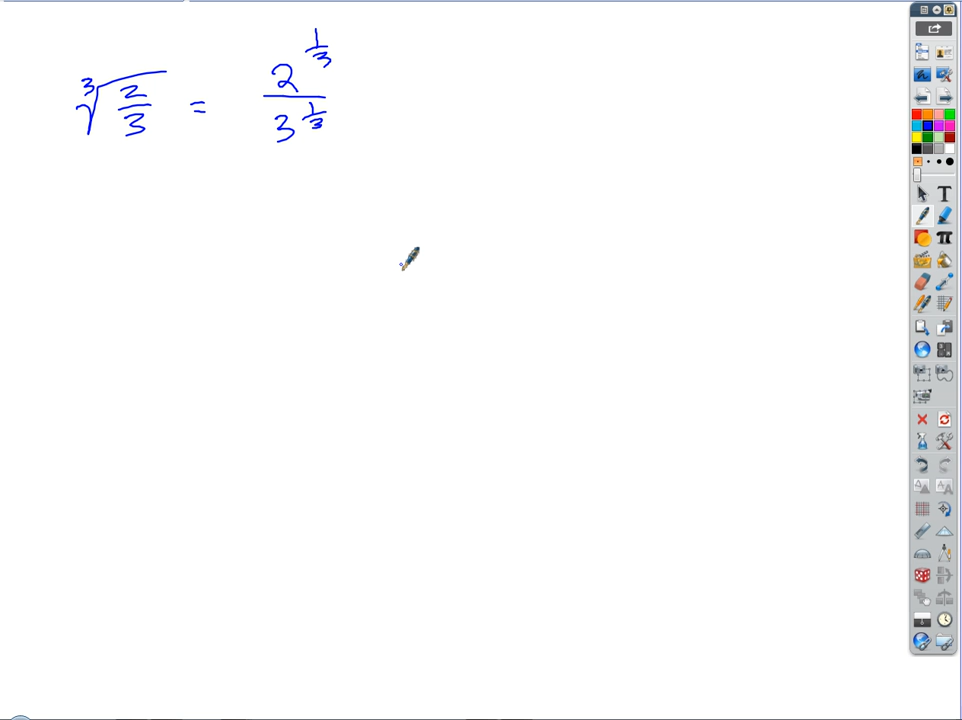 ∛(2/3) = 2^(1/3) / 3^(1/3)